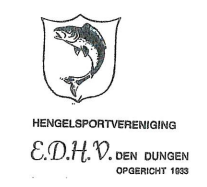 HENGELSPORTVERENIGING
E.D.H.V. DEN DUNGEN
OPGERICHT 1933